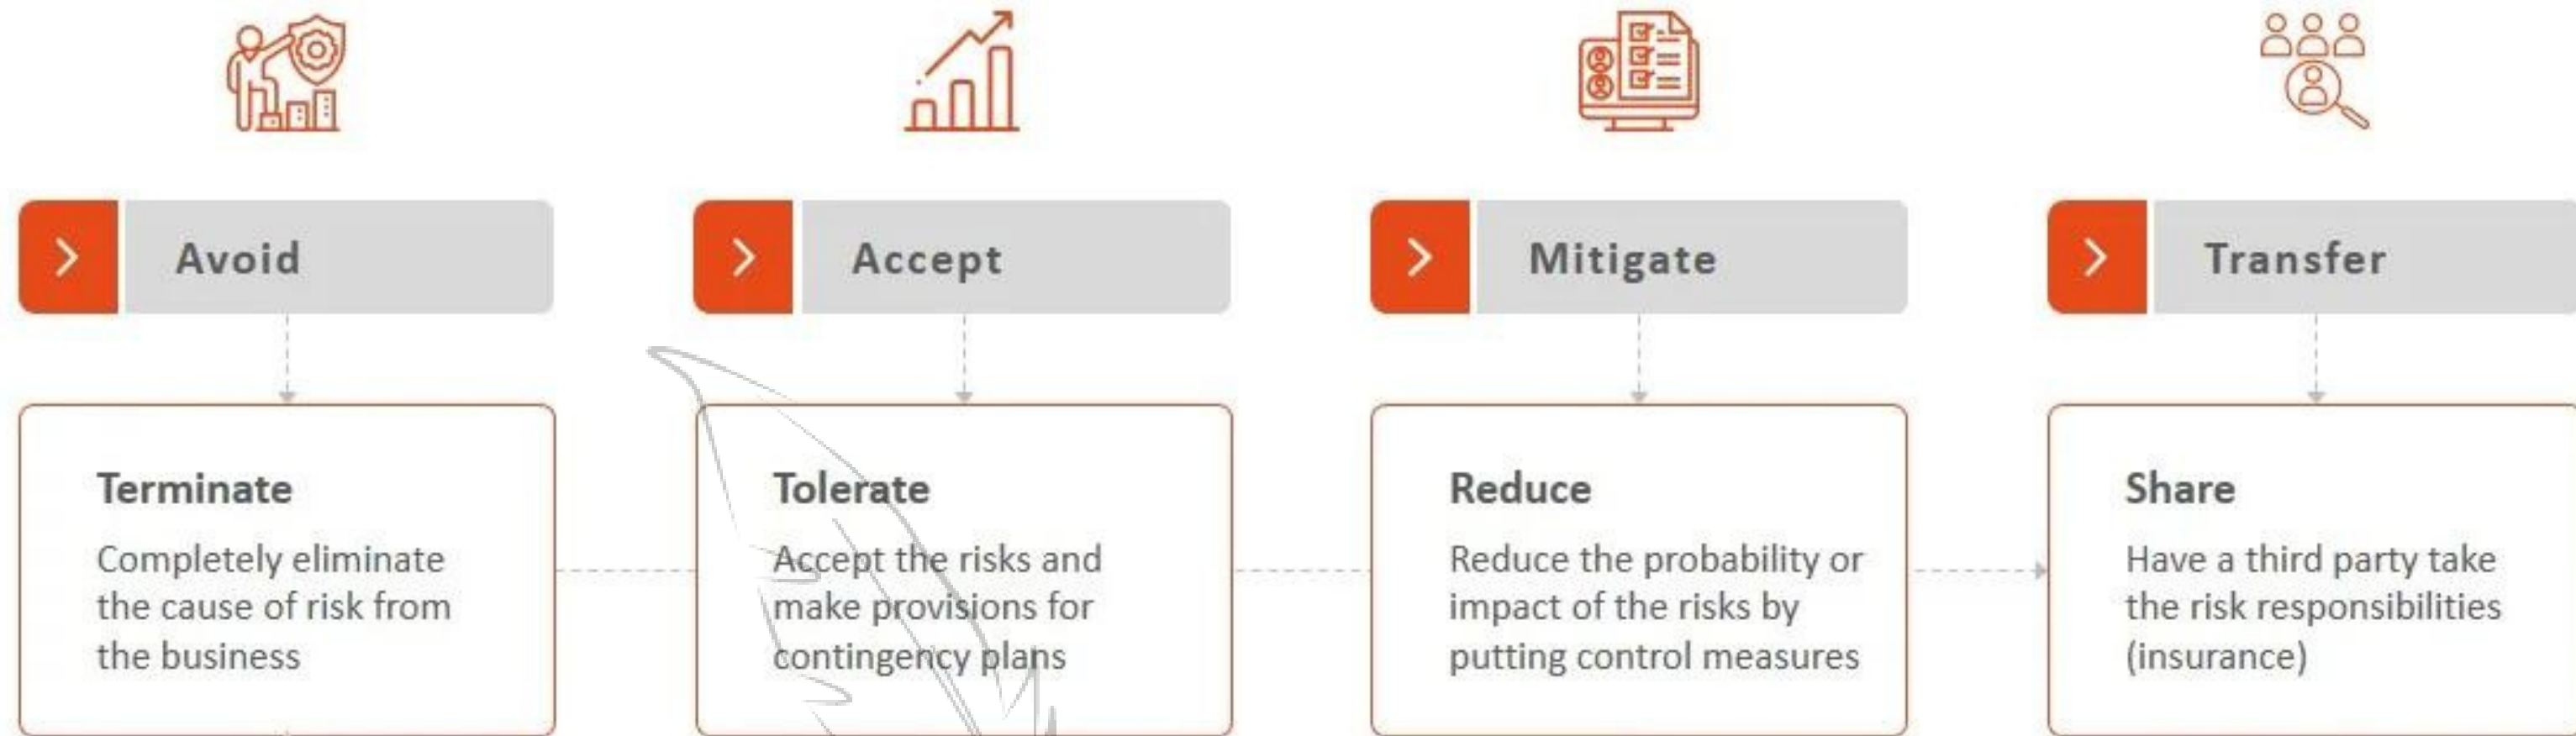 Avoid
Accept
Mitigate
Transfer
Terminate
Completely eliminate
the cause of risk from
the business
Tolerate
Accept the risks and
make provisions for
contingency plans
Reduce
Reduce the probability or
impact of the risks by
putting control measures
Share
Have a third party take
the risk responsibilities
(insurance)